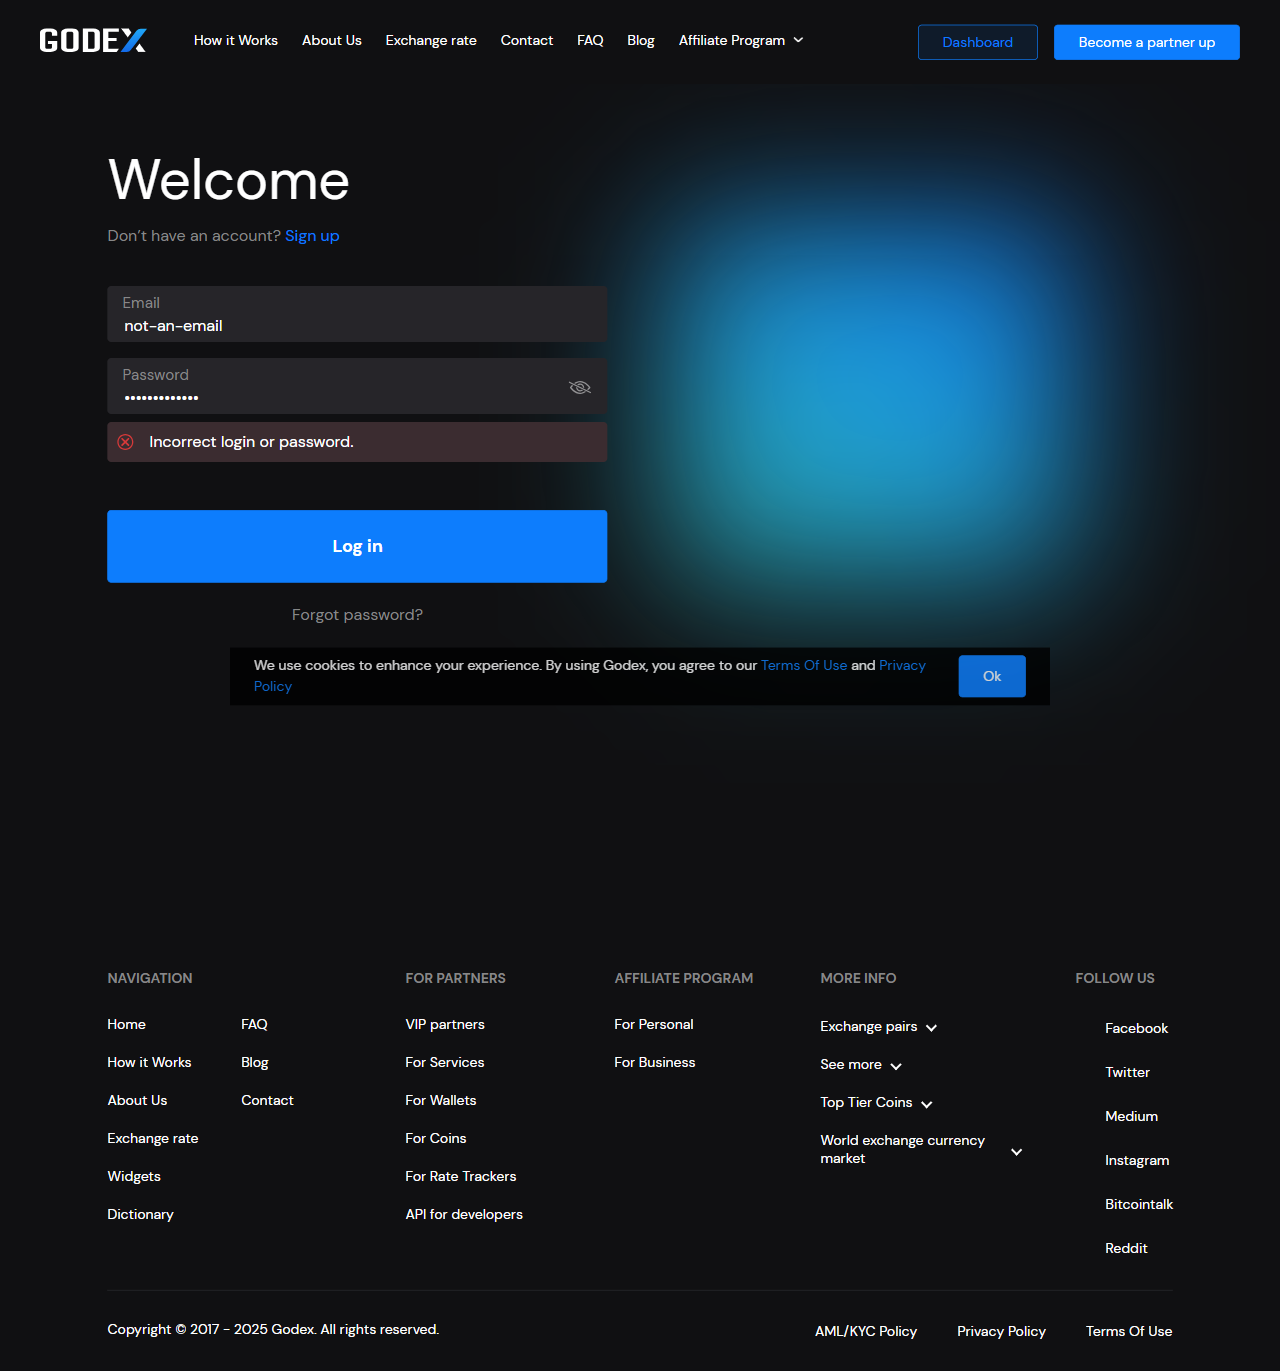 GODEX
How it Works
About Us
Exchange rate
Contact
FAQ
Blog
Affiliate Program
Dashboard
Become a partner up
Welcome
Don’t have an account? Sign up
Email
not-an-email
Password
•••••••••••••
Incorrect login or password.
Log in
Forgot password?
We use cookies to enhance your experience. By using Godex, you agree to our Terms Of Use and Privacy
Policy
Ok
NAVIGATION
Home
How it Works
About Us
Exchange rate
Widgets
Dictionary
FAQ
Blog
Contact
FOR PARTNERS
VIP partners
For Services
For Wallets
For Coins
For Rate Trackers
API for developers
AFFILIATE PROGRAM
For Personal
For Business
MORE INFO
Exchange pairs
See more
Top Tier Coins
World exchange currency
market
FOLLOW US
Facebook
Twitter
Medium
Instagram
Bitcointalk
Reddit
Copyright © 2017 - 2025 Godex. All rights reserved.
AML/KYC Policy
Privacy Policy
Terms Of Use